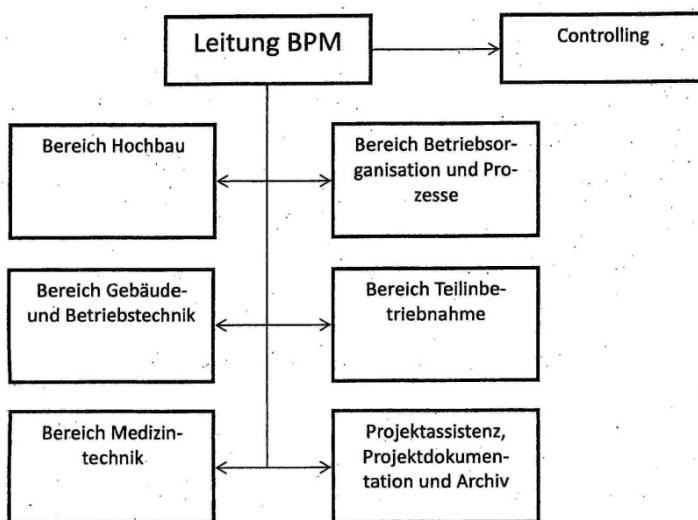 Leitung BPM
Controlling
Bereich Hochbau
Bereich Betriebsor-
ganisation und Pro-
zesse
Bereich Gebäude-
und Betriebstechnik
Bereich Teilinbe-
triebnahme
Bereich Medizin-
technik
Projektassistenz,
Projektdokumen-
tation und Archiv